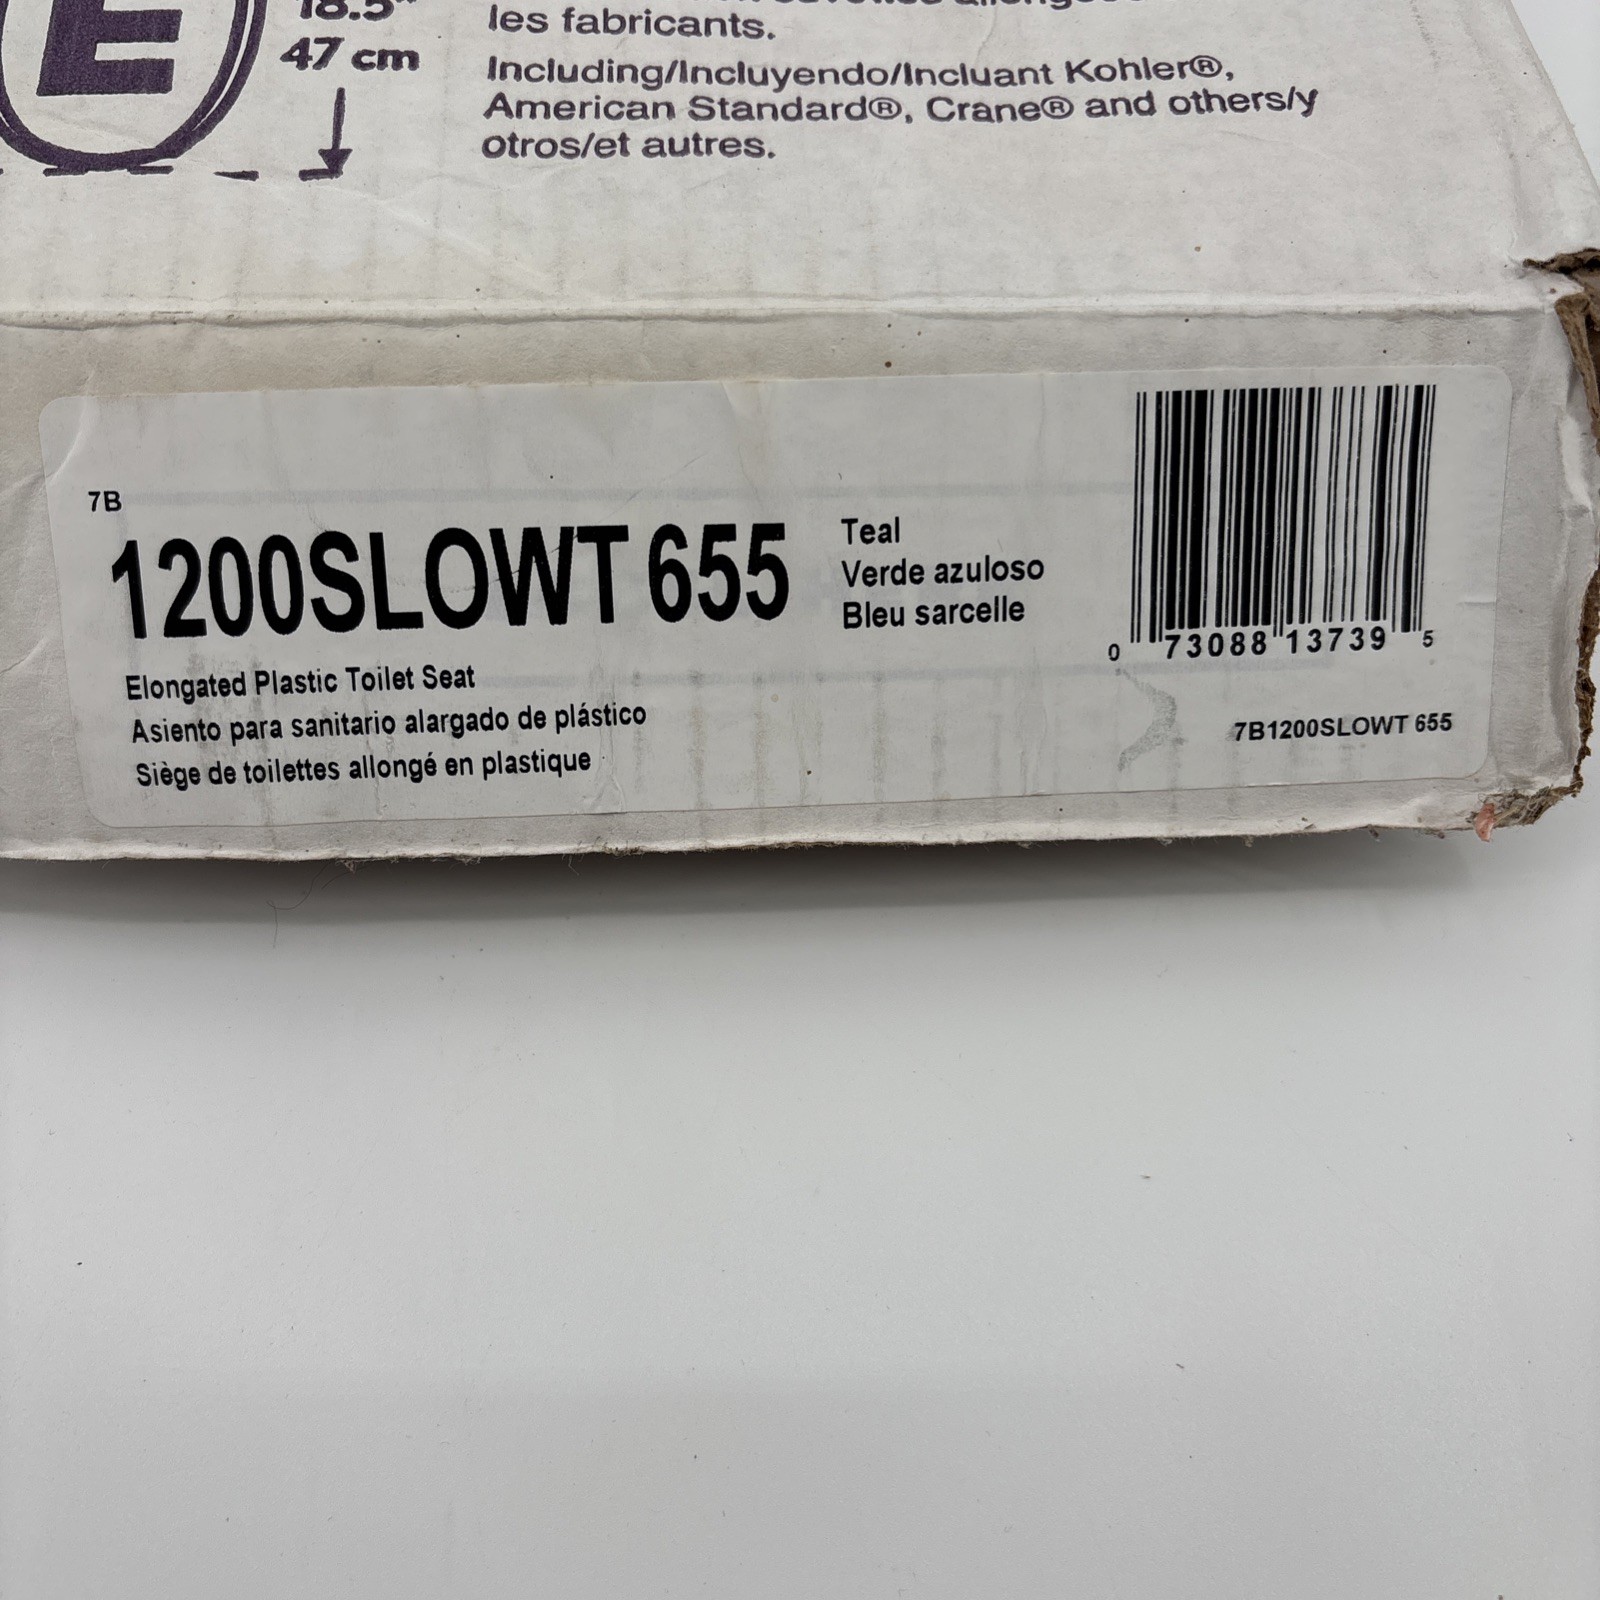 E
18.5"
47 cm
les fabricants.
Including/Incluyendo/Incluant Kohler®,
American Standard®, Crane® and others/y
otros/et autres.
7B
1200SLOWT 655
Teal
Verde azuloso
Bleu sarcelle
Elongated Plastic Toilet Seat
Asiento para sanitario alargado de plástico
Siège de toilettes allongé en plastique
0 73088 13739 5
7B1200SLOWT 655